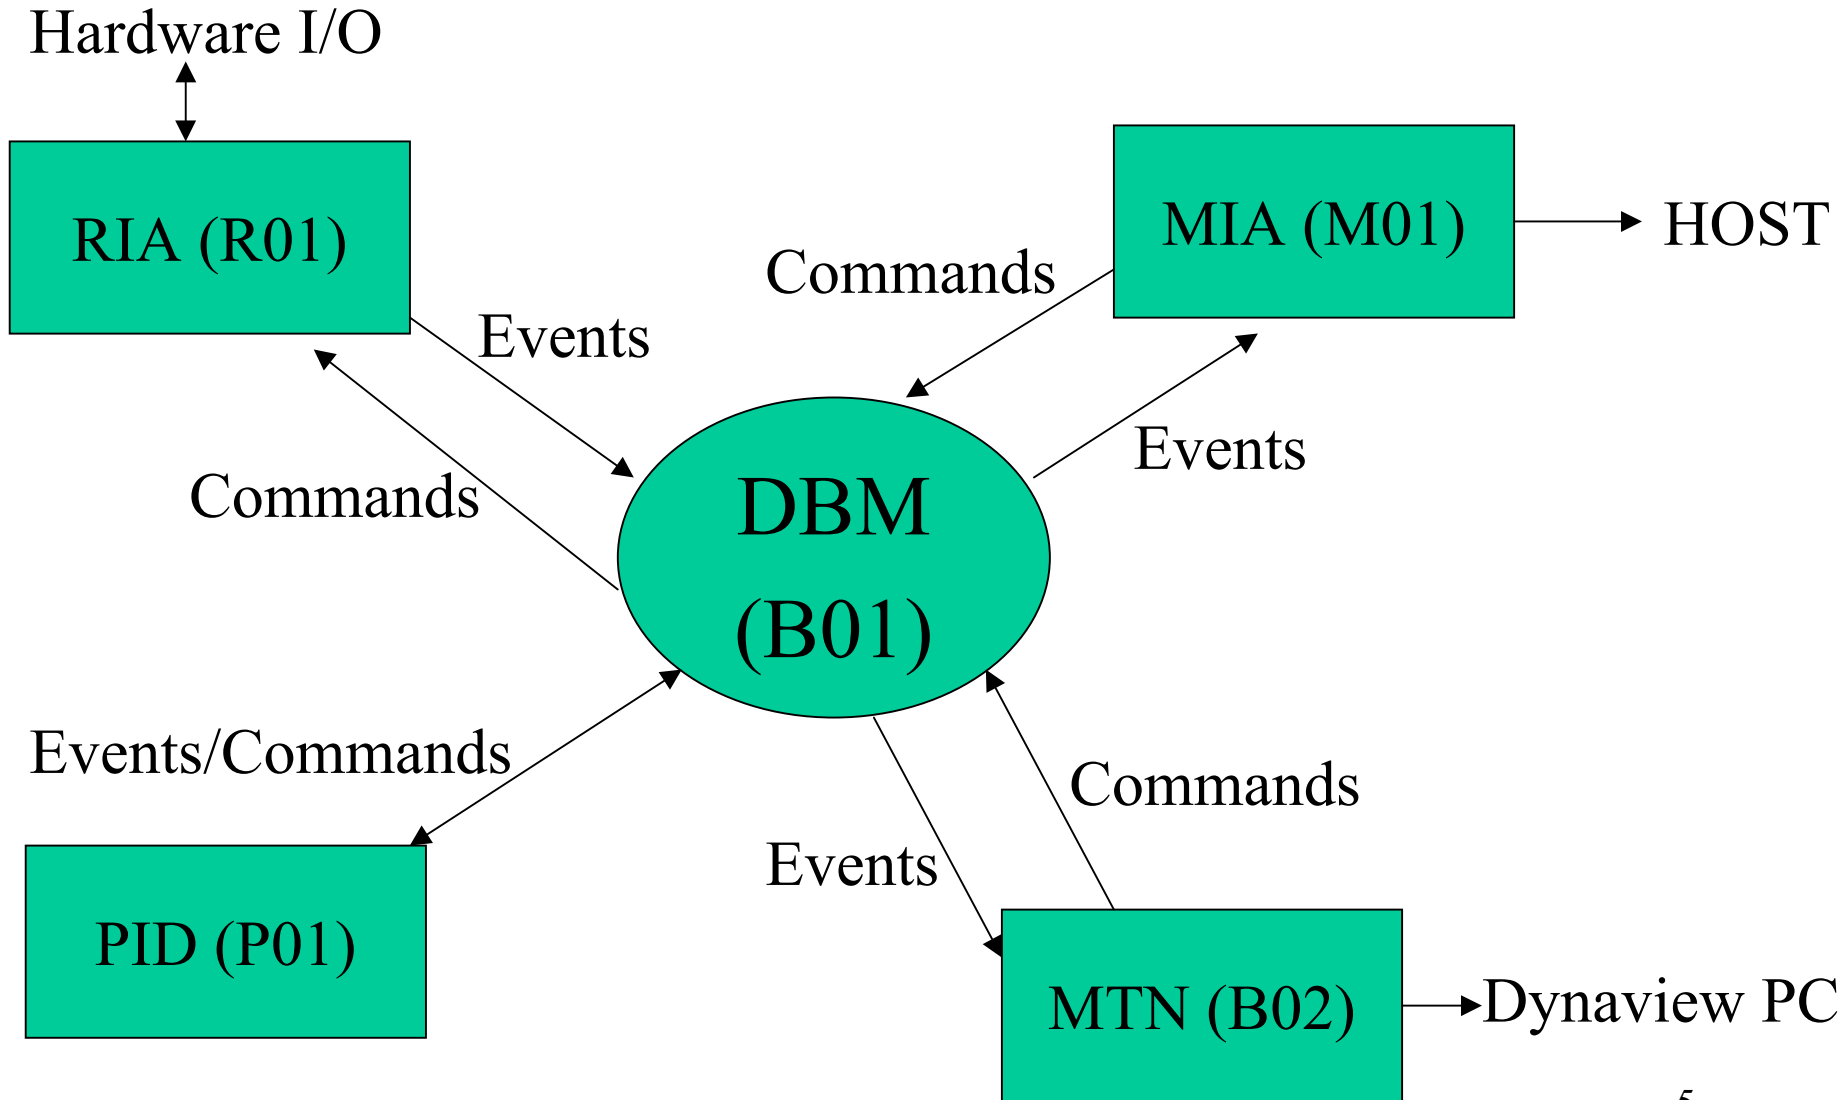 Hardware I/O
RIA (R01)
MIA (M01)
HOST
Commands
Events
Commands
Events
DBM
(B01)
Events/Commands
Commands
Events
PID (P01)
MTN (B02)
Dynaview PC